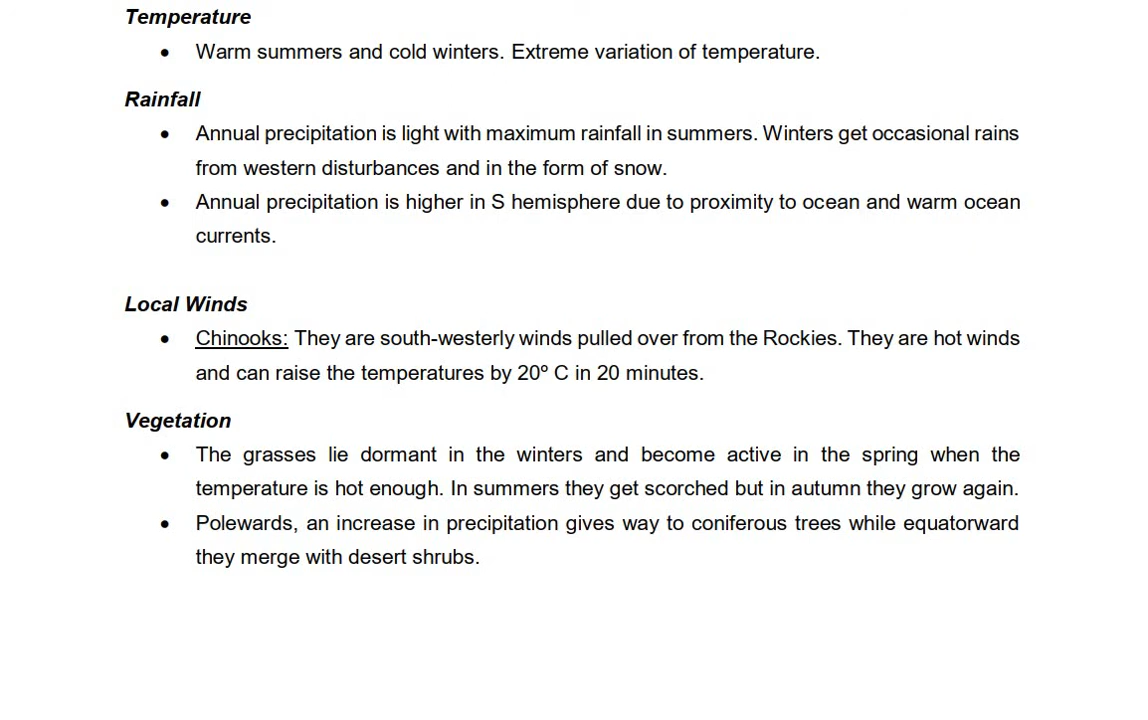 Temperature
• Warm summers and cold winters. Extreme variation of temperature.
Rainfall
• Annual precipitation is light with maximum rainfall in summers. Winters get occasional rains
from western disturbances and in the form of snow.
• Annual precipitation is higher in S hemisphere due to proximity to ocean and warm ocean
currents.
Local Winds
• Chinooks: They are south-westerly winds pulled over from the Rockies. They are hot winds
and can raise the temperatures by 20º C in 20 minutes.
Vegetation
• The grasses lie dormant in the winters and become active in the spring when the
temperature is hot enough. In summers they get scorched but in autumn they grow again.
• Polewards, an increase in precipitation gives way to coniferous trees while equatorward
they merge with desert shrubs.